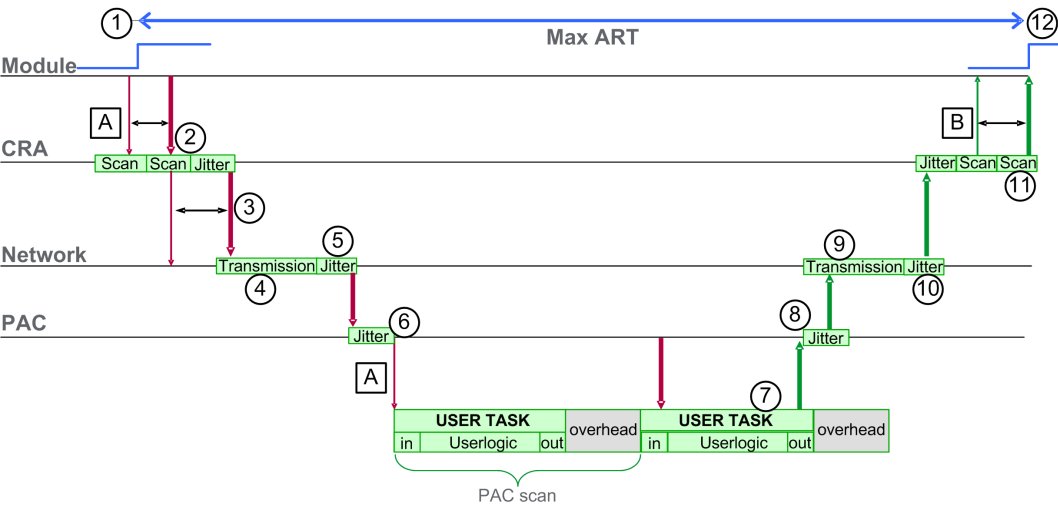 1
12
Max ART
Module
A
2
B
CRA
Scan
Scan
Jitter
Jitter
Scan
Scan
11
3
5
9
Network
Transmission
Jitter
Transmission
Jitter
4
10
6
8
PAC
Jitter
Jitter
A
7
USER TASK
overhead
USER TASK
overhead
in
Userlogic
out
in
Userlogic
out
PAC scan